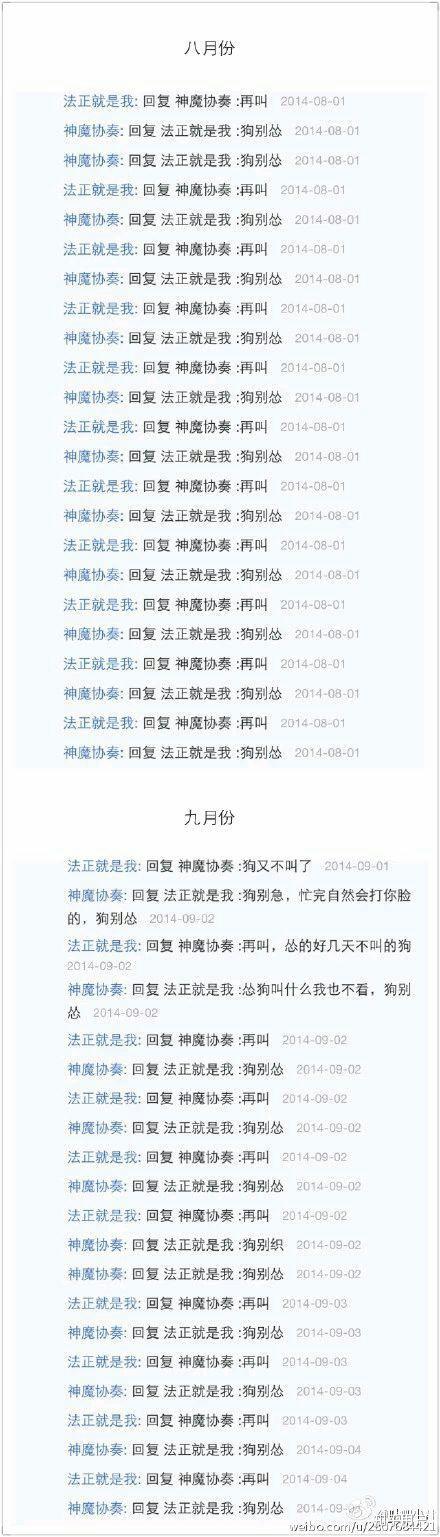 八月份
法正就是我: 回复 神魔协奏 :再叫 2014-08-01
神魔协奏: 回复 法正就是我 :狗别怂 2014-08-01
神魔协奏: 回复 法正就是我 :狗别怂 2014-08-01
法正就是我: 回复 神魔协奏 :再叫 2014-08-01
神魔协奏: 回复 法正就是我 :狗别怂 2014-08-01
法正就是我: 回复 神魔协奏 :再叫 2014-08-01
神魔协奏: 回复 法正就是我 :狗别怂 2014-08-01
法正就是我: 回复 神魔协奏 :再叫 2014-08-01
神魔协奏: 回复 法正就是我 :狗别怂 2014-08-01
法正就是我: 回复 神魔协奏 :再叫 2014-08-01
神魔协奏: 回复 法正就是我 :狗别怂 2014-08-01
法正就是我: 回复 神魔协奏 :再叫 2014-08-01
神魔协奏: 回复 法正就是我 :狗别怂 2014-08-01
法正就是我: 回复 神魔协奏 :再叫 2014-08-01
神魔协奏: 回复 法正就是我 :狗别怂 2014-08-01
法正就是我: 回复 神魔协奏 :再叫 2014-08-01
神魔协奏: 回复 法正就是我 :狗别怂 2014-08-01
法正就是我: 回复 神魔协奏 :再叫 2014-08-01
神魔协奏: 回复 法正就是我 :狗别怂 2014-08-01
法正就是我: 回复 神魔协奏 :再叫 2014-08-01
神魔协奏: 回复 法正就是我 :狗别怂 2014-08-01
法正就是我: 回复 神魔协奏 :再叫 2014-08-01
神魔协奏: 回复 法正就是我 :狗别怂 2014-08-01
九月份
法正就是我: 回复 神魔协奏 :狗又不叫了 2014-09-01
神魔协奏: 回复 法正就是我 :狗别急，忙完自然会打你脸
的，狗别怂 2014-09-02
法正就是我: 回复 神魔协奏 :再叫，怂的好几天不叫的狗
2014-09-02
神魔协奏: 回复 法正就是我 :怂狗叫什么我也不看，狗别
怂 2014-09-02
法正就是我: 回复 神魔协奏 :再叫 2014-09-02
神魔协奏: 回复 法正就是我 :狗别怂 2014-09-02
法正就是我: 回复 神魔协奏 :再叫 2014-09-02
神魔协奏: 回复 法正就是我 :狗别怂 2014-09-02
法正就是我: 回复 神魔协奏 :再叫 2014-09-02
神魔协奏: 回复 法正就是我 :狗别怂 2014-09-02
法正就是我: 回复 神魔协奏 :再叫 2014-09-02
神魔协奏: 回复 法正就是我 :狗别织 2014-09-02
神魔协奏: 回复 法正就是我 :狗别怂 2014-09-02
法正就是我: 回复 神魔协奏 :再叫 2014-09-03
神魔协奏: 回复 法正就是我 :狗别怂 2014-09-03
法正就是我: 回复 神魔协奏 :再叫 2014-09-03
神魔协奏: 回复 法正就是我 :狗别怂 2014-09-03
法正就是我: 回复 神魔协奏 :再叫 2014-09-03
神魔协奏: 回复 法正就是我 :狗别怂 2014-09-04
法正就是我: 回复 神魔协奏 :再叫 2014-09-04
神魔协奏: 回复 法正就是我 :狗别怂